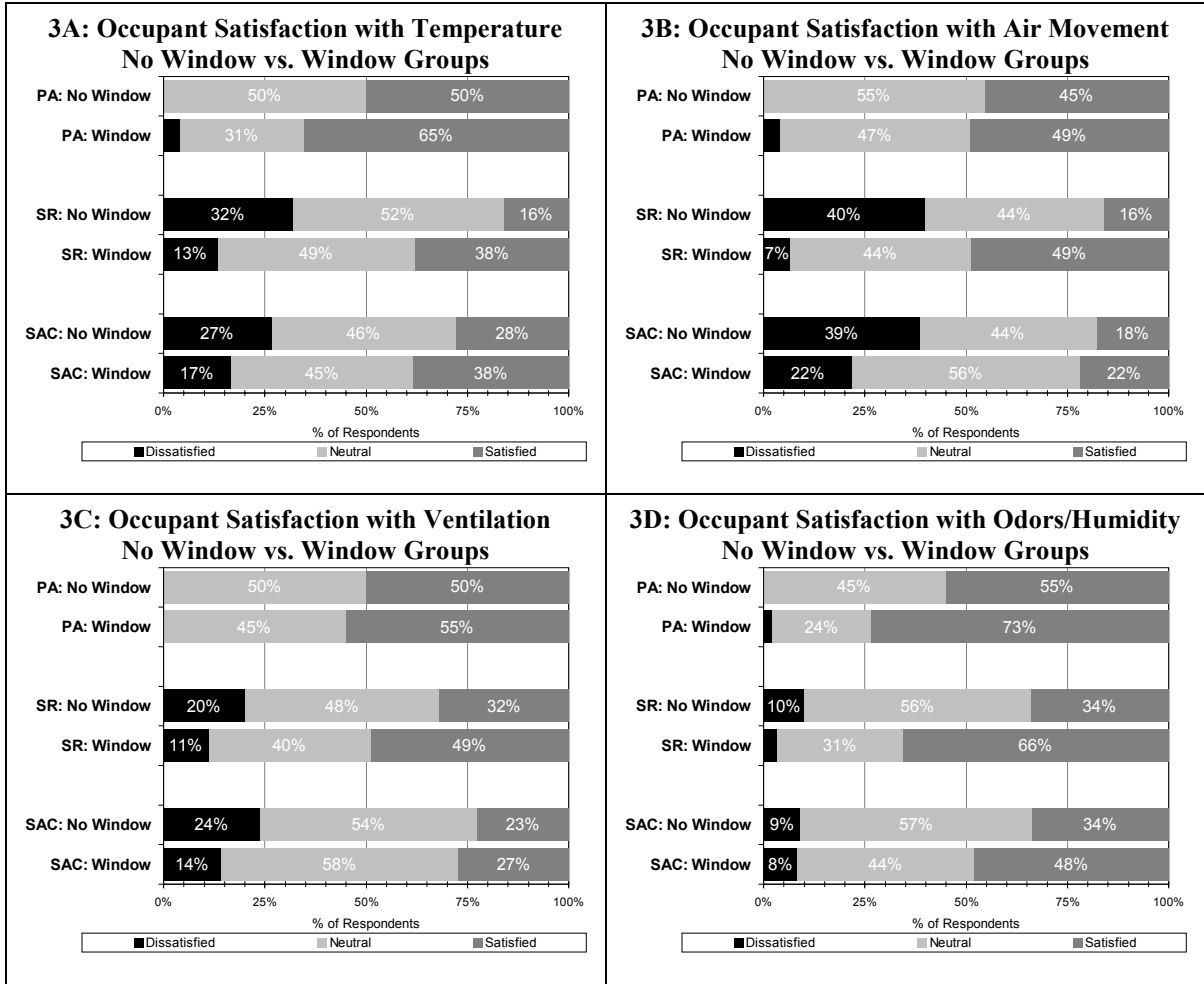 3A: Occupant Satisfaction with Temperature
No Window vs. Window Groups
PA: No Window 50% 50%
PA: Window 31% 65%
SR: No Window 32% 52% 16%
SR: Window 13% 49% 38%
SAC: No Window 27% 46% 28%
SAC: Window 17% 45% 38%
0% 25% 50% 75% 100%
% of Respondents
Dissatisfied Neutral Satisfied
3B: Occupant Satisfaction with Air Movement
No Window vs. Window Groups
PA: No Window 55% 45%
PA: Window 47% 49%
SR: No Window 40% 44% 16%
SR: Window 7% 44% 49%
SAC: No Window 39% 44% 18%
SAC: Window 22% 56% 22%
0% 25% 50% 75% 100%
% of Respondents
Dissatisfied Neutral Satisfied
3C: Occupant Satisfaction with Ventilation
No Window vs. Window Groups
PA: No Window 50% 50%
PA: Window 45% 55%
SR: No Window 20% 48% 32%
SR: Window 11% 40% 49%
SAC: No Window 24% 54% 23%
SAC: Window 14% 58% 27%
0% 25% 50% 75% 100%
% of Respondents
Dissatisfied Neutral Satisfied
3D: Occupant Satisfaction with Odors/Humidity
No Window vs. Window Groups
PA: No Window 45% 55%
PA: Window 24% 73%
SR: No Window 10% 56% 34%
SR: Window 31% 66%
SAC: No Window 9% 57% 34%
SAC: Window 8% 44% 48%
0% 25% 50% 75% 100%
% of Respondents
Dissatisfied Neutral Satisfied